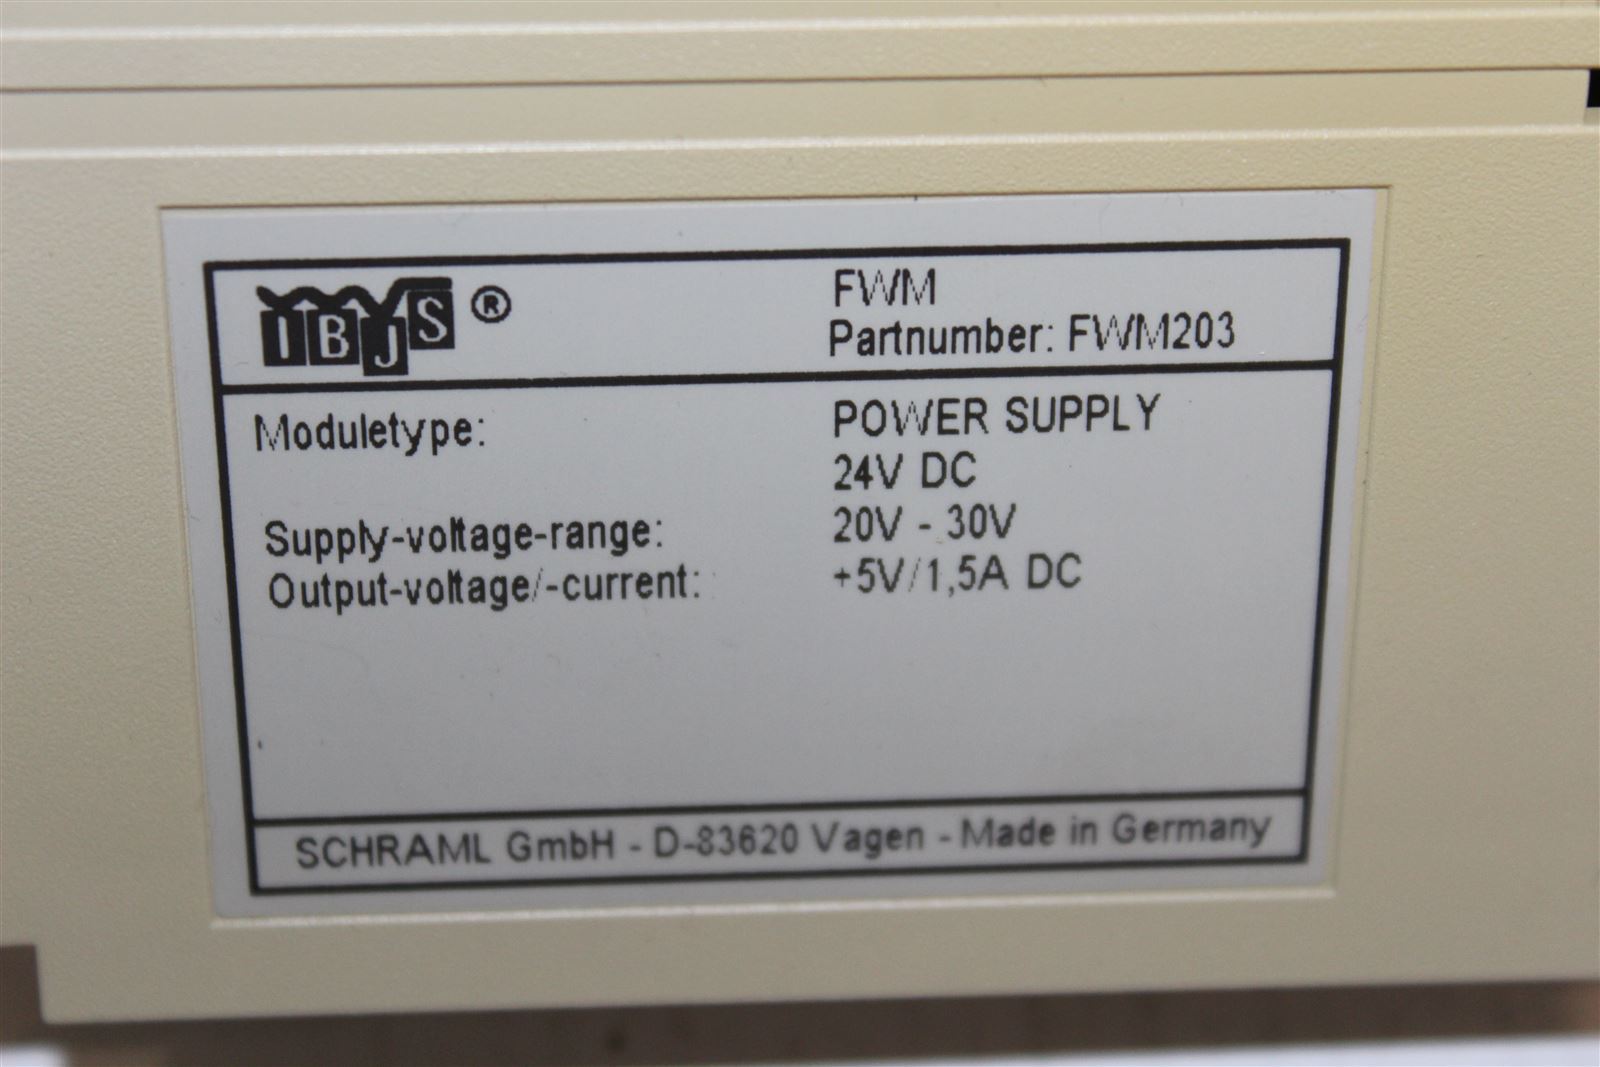 IBJS ®
FWM
Partnumber: FWM203
Moduletype: POWER SUPPLY
24V DC
Supply-voltage-range: 20V - 30V
Output-voltage/-current: +5V/1,5A DC
SCHRAML GmbH - D-83620 Vagen - Made in Germany